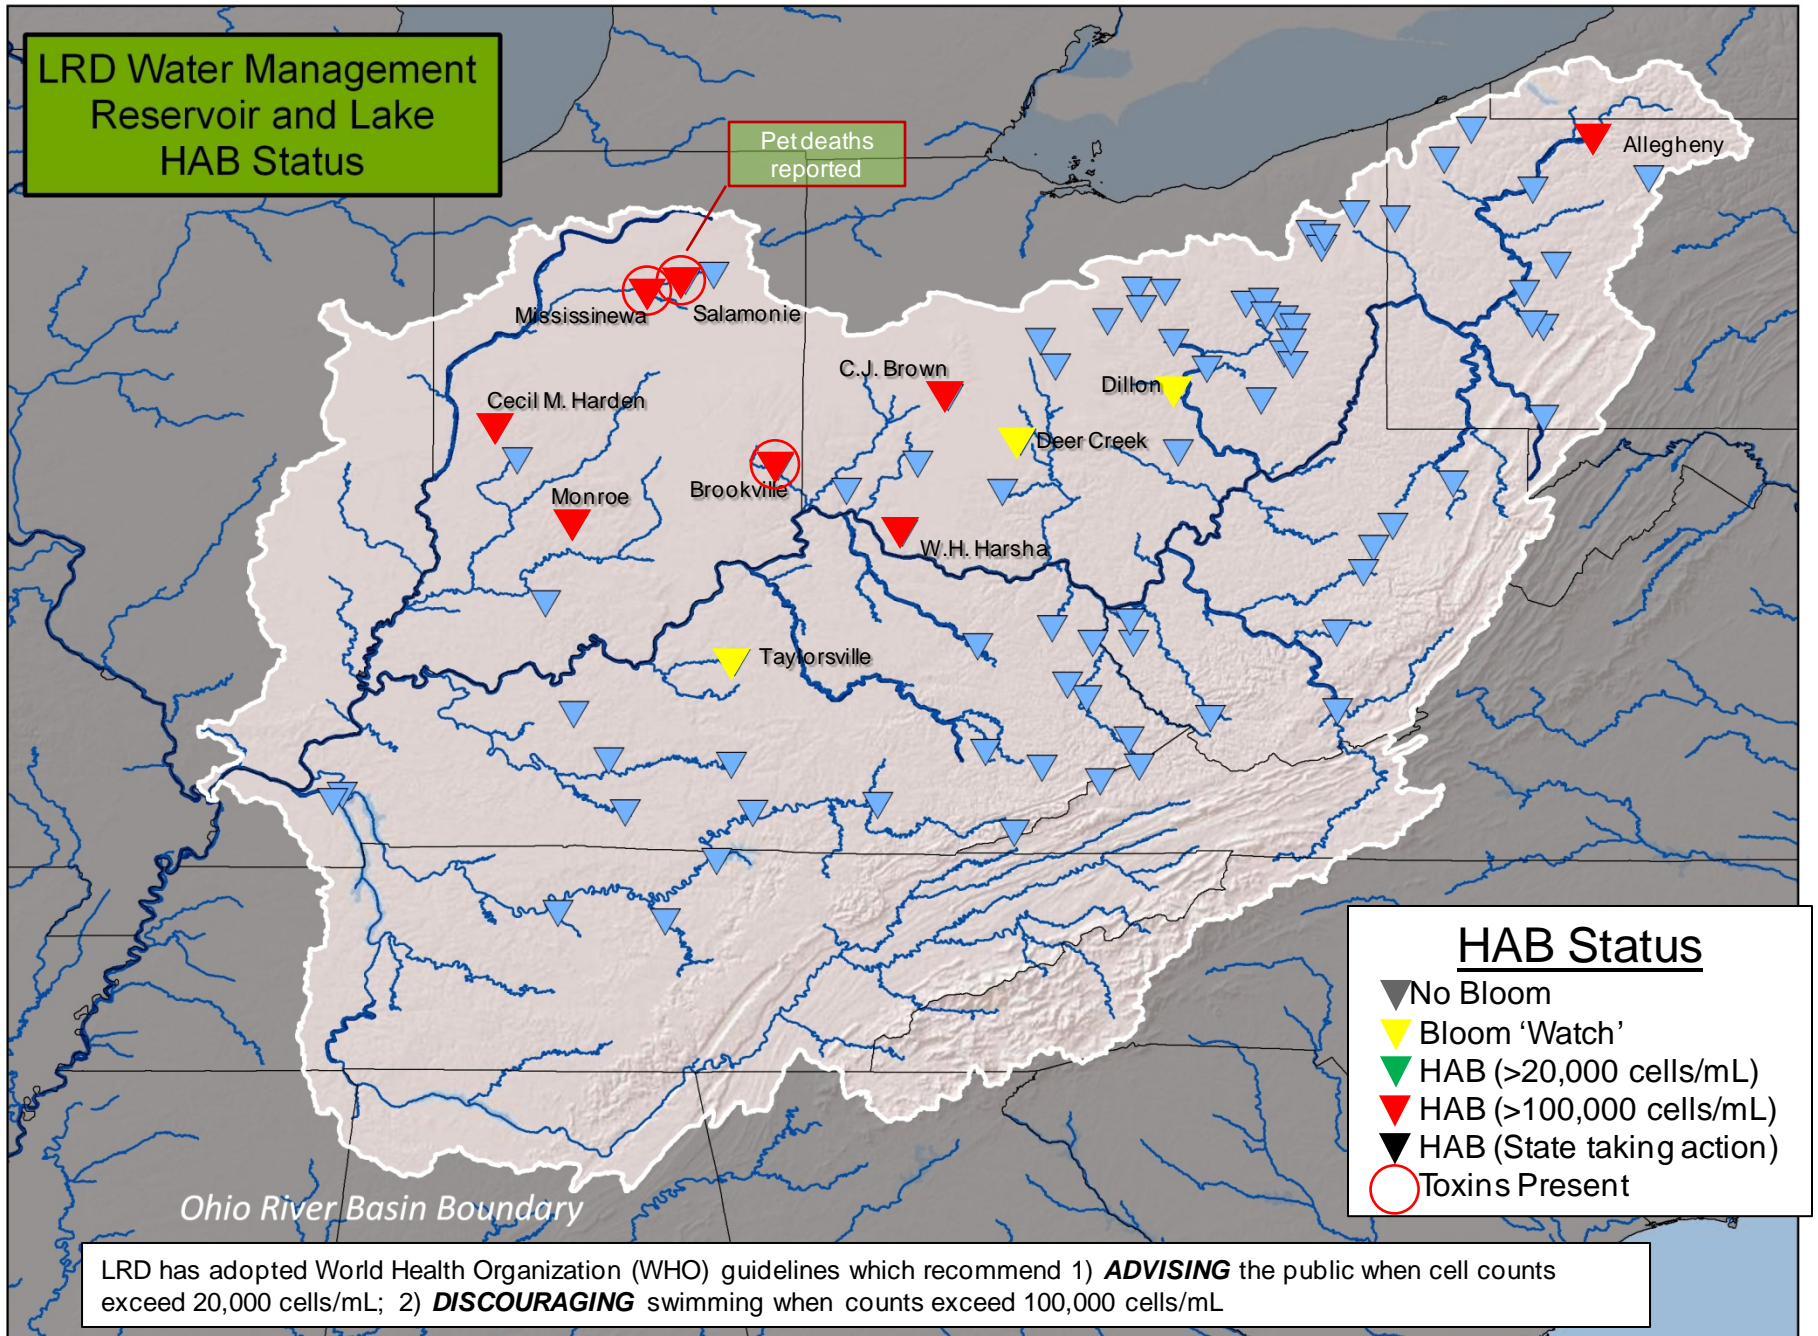 LRD Water Management
Reservoir and Lake
HAB Status
Pet deaths
reported
Allegheny
Mississinewa
Salamonie
C.J. Brown
Cecil M. Harden
Dillon
Deer Creek
Brookville
Monroe
W.H. Harsha
Taylorsville
HAB Status
No Bloom
Bloom ‘Watch’
HAB (>20,000 cells/mL)
HAB (>100,000 cells/mL)
HAB (State taking action)
Toxins Present
Ohio River Basin Boundary
LRD has adopted World Health Organization (WHO) guidelines which recommend 1) ADVISING the public when cell counts
exceed 20,000 cells/mL; 2) DISCOURAGING swimming when counts exceed 100,000 cells/mL